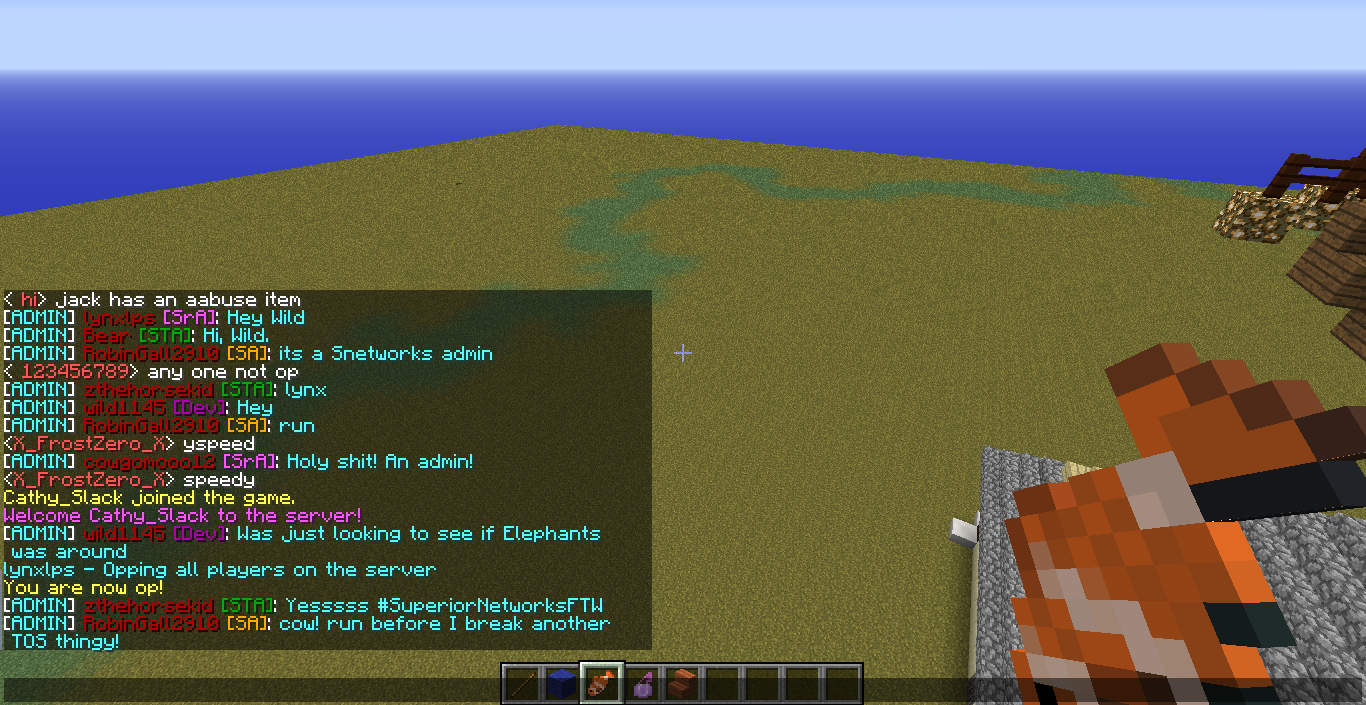 < hi> jack has an aabuse item
[ADMIN] lynxlps [SrA]: Hey Wild
[ADMIN] Bear [STA]: Hi, Wild.
[ADMIN] RobinGall2910 [SA]: its a Snetworks admin
< 123456789> any one not op
[ADMIN] zthehorsekid [STA]: lynx
[ADMIN] wild1145 [Dev]: Hey
[ADMIN] RobinGall2910 [SA]: run
<X_FrostZero_X> yspeed
[ADMIN] cowgomooo12 [SrA]: Holy shit! An admin!
<X_FrostZero_X> speedy
Cathy_Slack joined the game.
Welcome Cathy_Slack to the server!
[ADMIN] wild1145 [Dev]: Was just looking to see if Elephants
was around
lynxlps - Opping all players on the server
You are now op!
[ADMIN] zthehorsekid [STA]: Yesssss #SuperiorNetworksFTW
[ADMIN] RobinGall2910 [SA]: cow! run before I break another
TOS thingy!